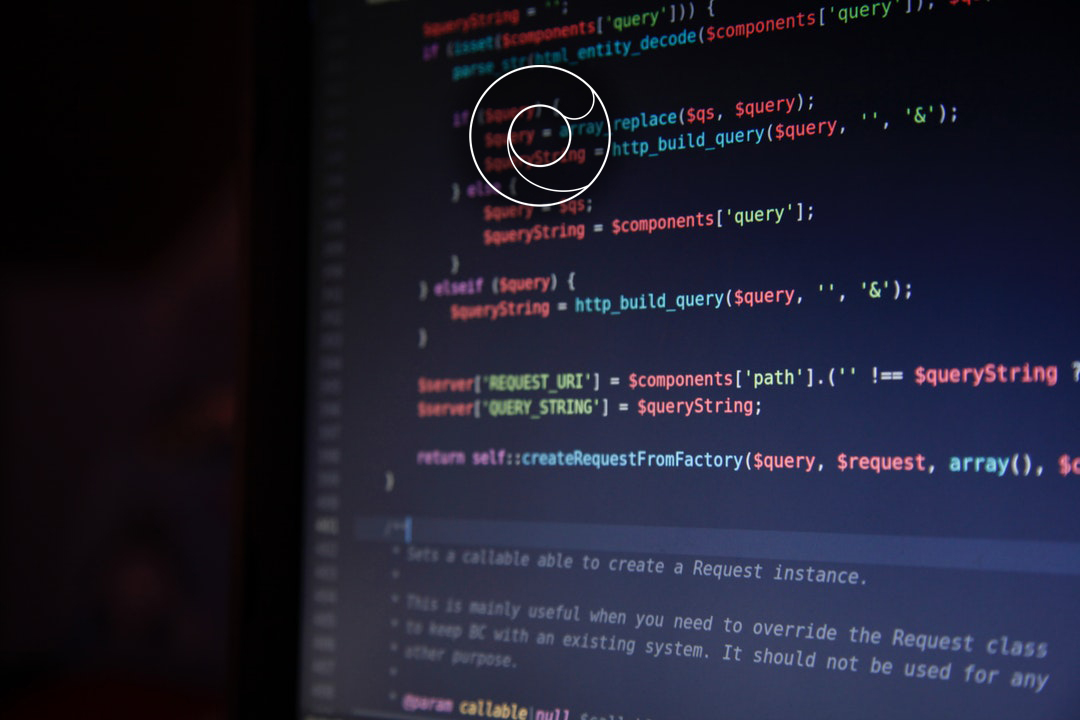 $queryString = '';
if (isset($components['query'])) {
parse_str(html_entity_decode($components['query']),
if ($query) {
$query = array_replace($qs, $query);
$queryString = http_build_query($query, '', '&');
} else {
$query = $qs;
$queryString = $components['query'];
}
} elseif ($query) {
$queryString = http_build_query($query, '', '&');
}
$server['REQUEST_URI'] = $components['path'].('' !== $queryString ?
$server['QUERY_STRING'] = $queryString;
return self::createRequestFromFactory($query, $request, array(),
}
/**
* Sets a callable able to create a Request instance.
*
* This is mainly useful when you need to override the Request class
* to keep BC with an existing system. It should not be used for any
* other purpose.
*
* @param callable|null